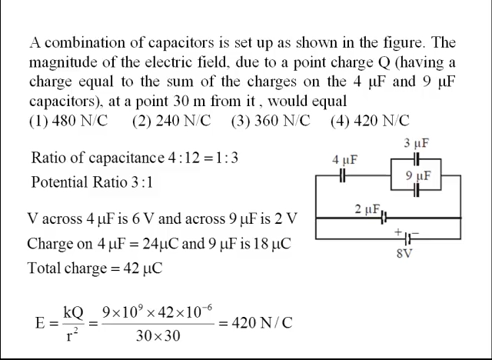 A combination of capacitors is set up as shown in the figure. The
magnitude of the electric field, due to a point charge Q (having a
charge equal to the sum of the charges on the 4 μF and 9 μF
capacitors), at a point 30 m from it , would equal
(1) 480 N/C (2) 240 N/C (3) 360 N/C (4) 420 N/C
Ratio of capacitance 4:12 = 1:3
Potential Ratio 3:1
V across 4 μF is 6 V and across 9 μF is 2 V
Charge on 4 μF = 24μC and 9 μF is 18 μC
Total charge = 42 μC
E = kQ/r² = 9×10⁹ × 42×10⁻⁶/30×30 = 420 N/C
3 μF
4 μF
9 μF
2 μF
+ −
8V